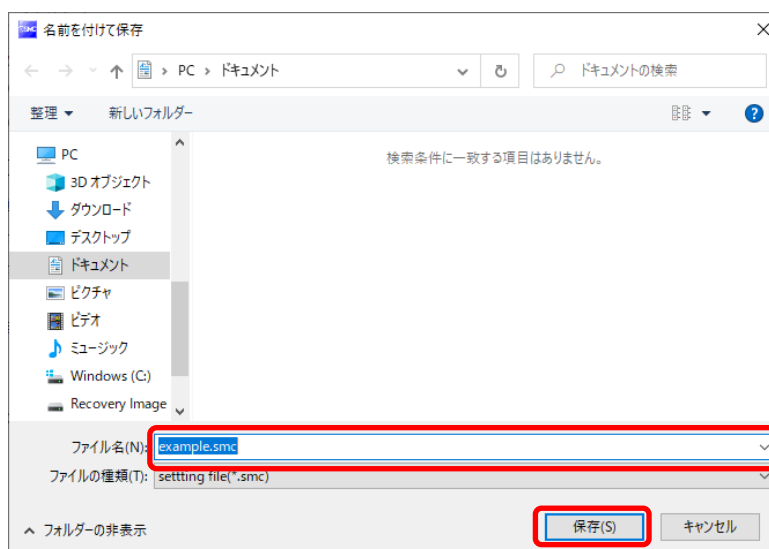 名前を付けて保存
PC › ドキュメント
ドキュメントの検索
整理
新しいフォルダー
検索条件に一致する項目はありません。
PC
3D オブジェクト
ダウンロード
デスクトップ
ドキュメント
ピクチャ
ビデオ
ミュージック
Windows (C:)
Recovery Image
ファイル名(N):
example.smc
ファイルの種類(T):
settting file(*.smc)
フォルダーの非表示
保存(S)
キャンセル